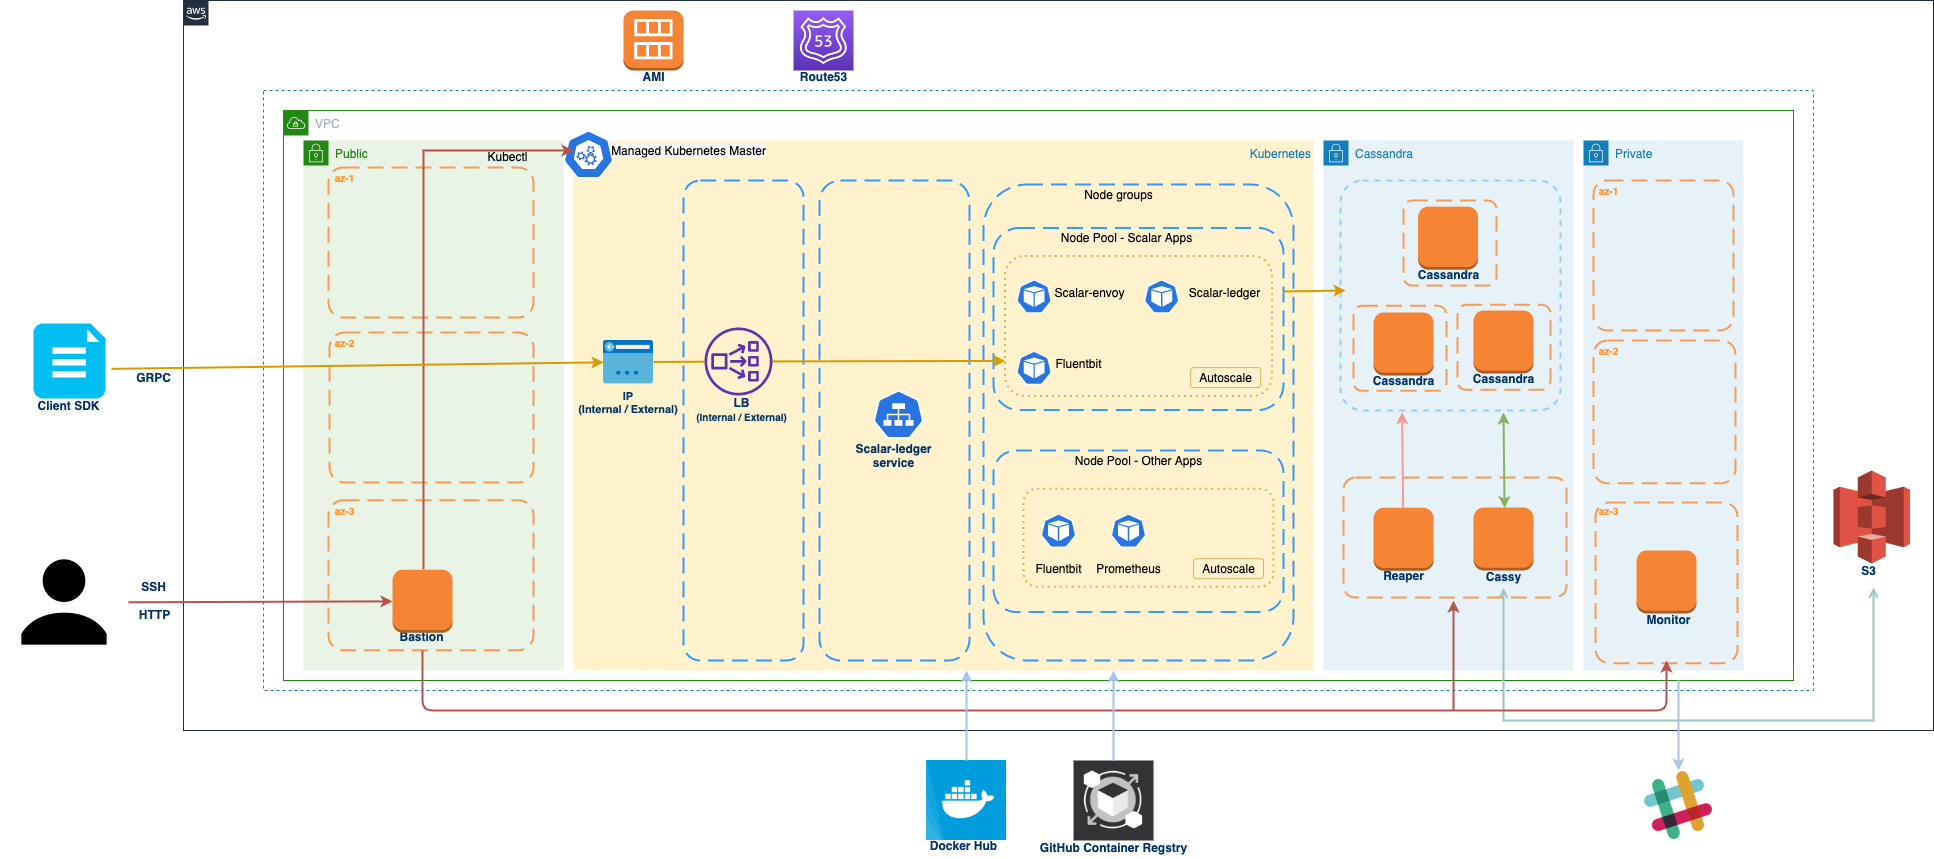 aws
AMI
53
Route53
VPC
Public
Kubectl
Managed Kubernetes Master
Kubernetes
Cassandra
Private
az-1
az-1
Node groups
Node Pool - Scalar Apps
Scalar-envoy
Scalar-ledger
Cassandra
az-2
az-2
Fluentbit
Autoscale
Cassandra
Cassandra
GRPC
Client SDK
IP
(Internal / External)
LB
(Internal / External)
Scalar-ledger
service
Node Pool - Other Apps
az-3
az-3
Fluentbit
Prometheus
Autoscale
Reaper
Cassy
S3
SSH
HTTP
Bastion
Monitor
Docker Hub
GitHub Container Regstry